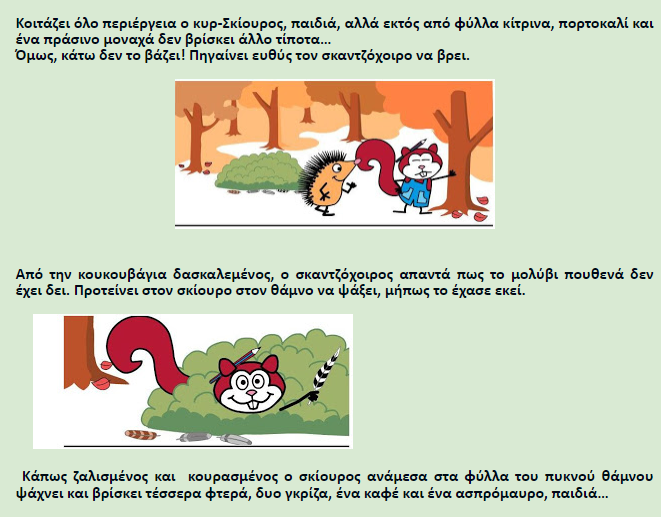 Κοιτάζει όλο περιέργεια ο κυρ-Σκίουρος, παιδιά, αλλά εκτός από φύλλα κίτρινα, πορτοκαλί και
ένα πράσινο μοναχά δεν βρίσκει άλλο τίποτα...
Όμως, κάτω δεν το βάζει! Πηγαίνει ευθύς τον σκαντζόχοιρο να βρει.
Από την κουκουβάγια δασκαλεμένος, ο σκαντζόχοιρος απαντά πως το μολύβι πουθενά δεν
έχει δει. Προτείνει στον σκίουρο στον θάμνο να ψάξει, μήπως το έχασε εκεί.
Κάπως ζαλισμένος και κουρασμένος ο σκίουρος ανάμεσα στα φύλλα του πυκνού θάμνου
ψάχνει και βρίσκει τέσσερα φτερά, δυο γκρίζα, ένα καφέ και ένα ασπρόμαυρο, παιδιά...